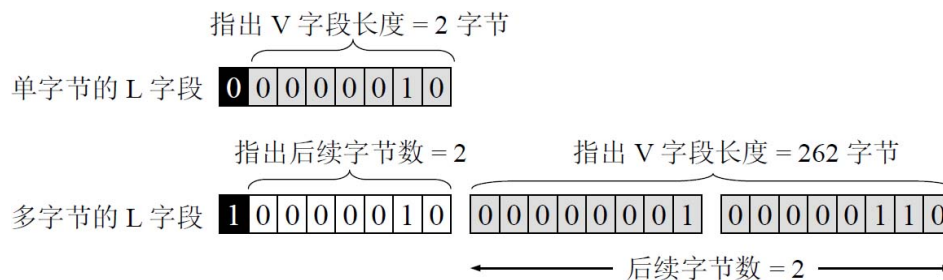 指出 V 字段长度 = 2 字节
单字节的 L 字段 0 0 0 0 0 0 1 0
指出后续字节数 = 2 指出 V 字段长度 = 262 字节
多字节的 L 字段 1 0 0 0 0 0 1 0 0 0 0 0 0 0 0 1 0 0 0 0 0 1 1 0
后续字节数 = 2